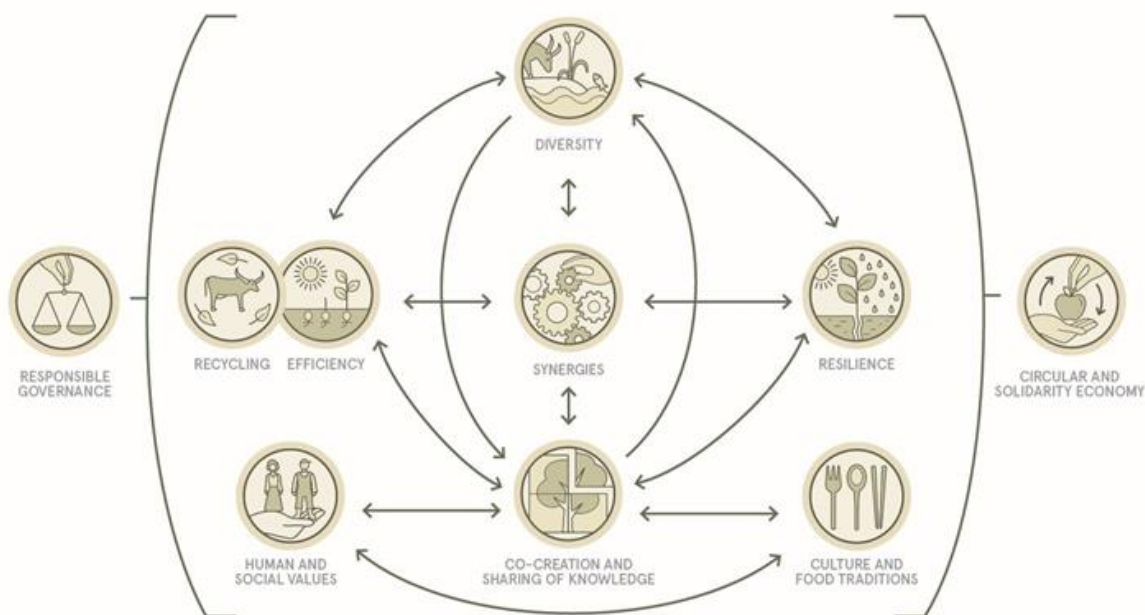 DIVERSITY
RECYCLING
EFFICIENCY
SYNERGIES
RESILIENCE
RESPONSIBLE
GOVERNANCE
CIRCULAR AND
SOLIDARITY ECONOMY
HUMAN AND
SOCIAL VALUES
CO-CREATION AND
SHARING OF KNOWLEDGE
CULTURE AND
FOOD TRADITIONS